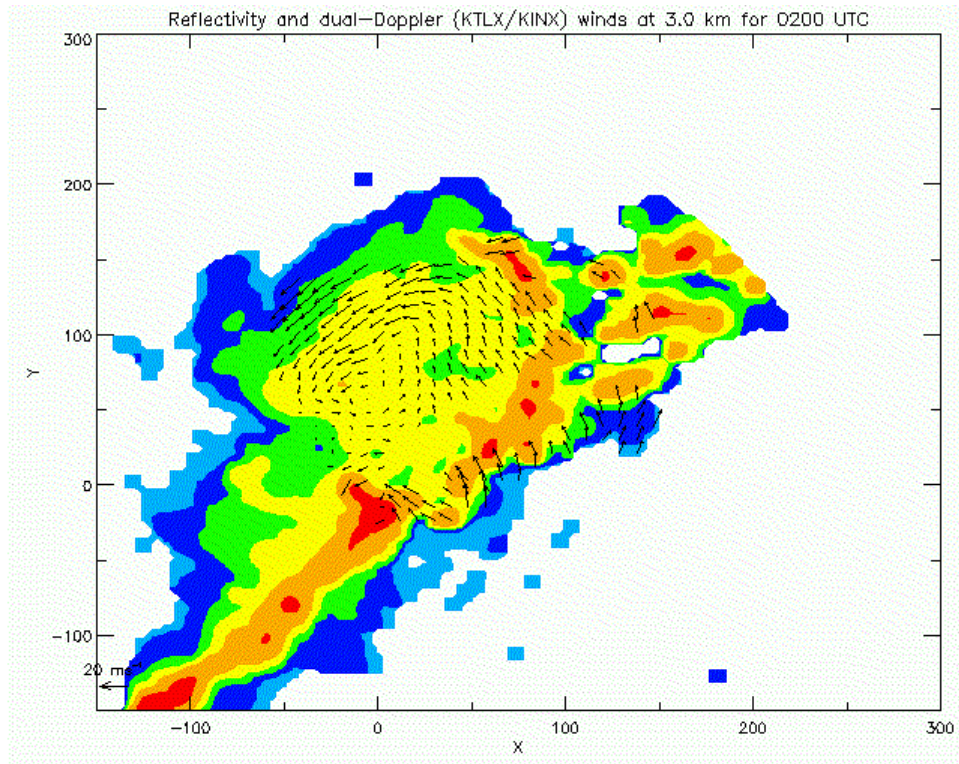 Reflectivity and dual-Doppler (KTLX/KINX) winds at 3.0 km for 0200 UTC
300
200
Y
100
0
-100
20 ms⁻¹
-100 0 100 200 300
X